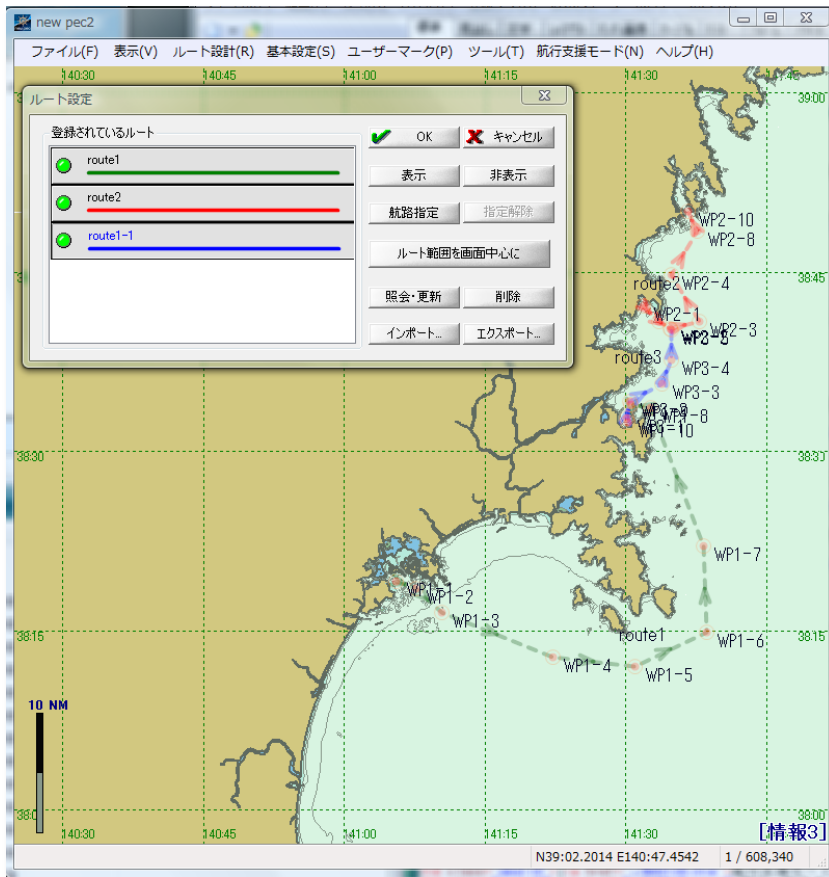 new pec2
ファイル(F) 表示(V) ルート設計(R) 基本設定(S) ユーザーマーク(P) ツール(T) 航行支援モード(N) ヘルプ(H)
140:30 140:45 141:00 141:15 141:30 141:45
39:00
ルート設定
登録されているルート
route1
route2
route1-1
OK キャンセル
表示 非表示
航路指定 指定解除
ルート範囲を画面中心に
照会・更新 削除
インポート... エクスポート...
WP2-10
WP2-8
38:45
route2 WP2-4
WP2-1
WP2-3
route3
WP3-4
WP3-3
WP1-8
38:30
WP1-7
WP1-2
WP1-3
38:15 route1 WP1-6 38:15
WP1-4
WP1-5
10 NM
38:00
140:30 140:45 141:00 141:15 141:30
[情報3]
N39:02.2014 E140:47.4542 1 / 608,340